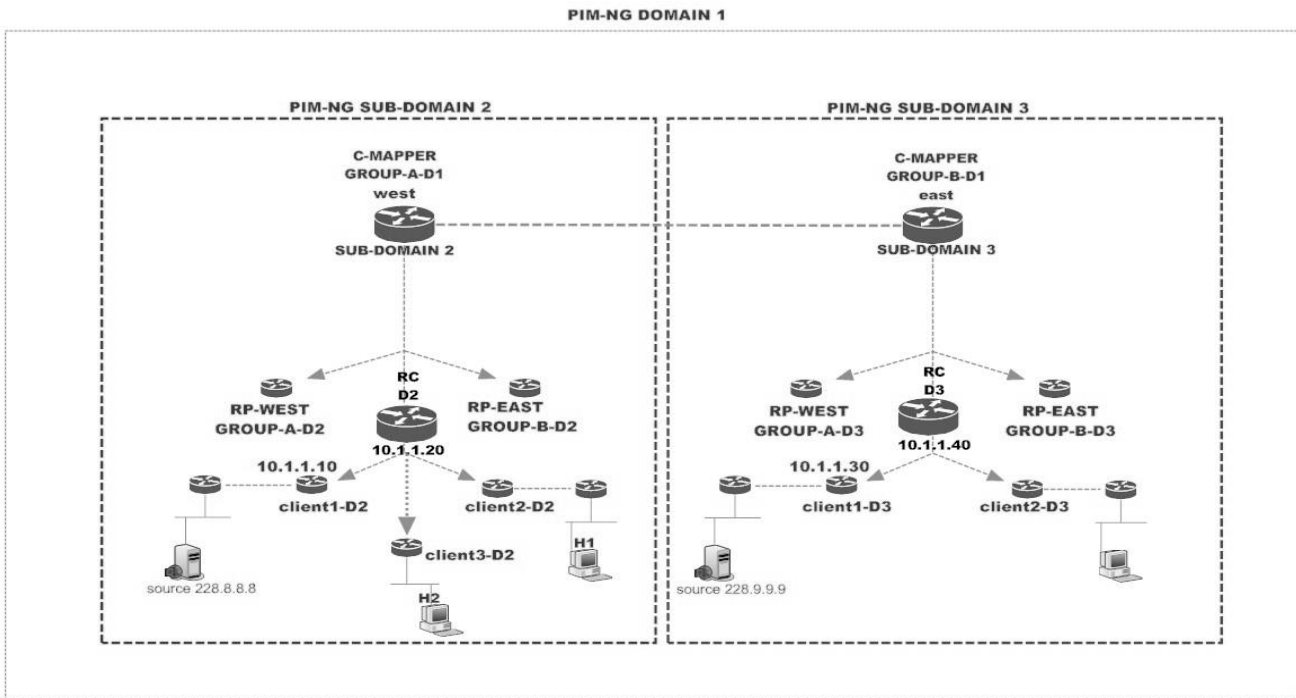 PIM-NG DOMAIN 1
PIM-NG SUB-DOMAIN 2
C-MAPPER
GROUP-A-D1
west
SUB-DOMAIN 2
RP-WEST
GROUP-A-D2
RC
D2
10.1.1.20
RP-EAST
GROUP-B-D2
10.1.1.10
client1-D2
client2-D2
client3-D2
source 228.8.8.8
H1
H2
PIM-NG SUB-DOMAIN 3
C-MAPPER
GROUP-B-D1
east
SUB-DOMAIN 3
RP-WEST
GROUP-A-D3
RC
D3
10.1.1.40
RP-EAST
GROUP-B-D3
10.1.1.30
client1-D3
client2-D3
source 228.9.9.9